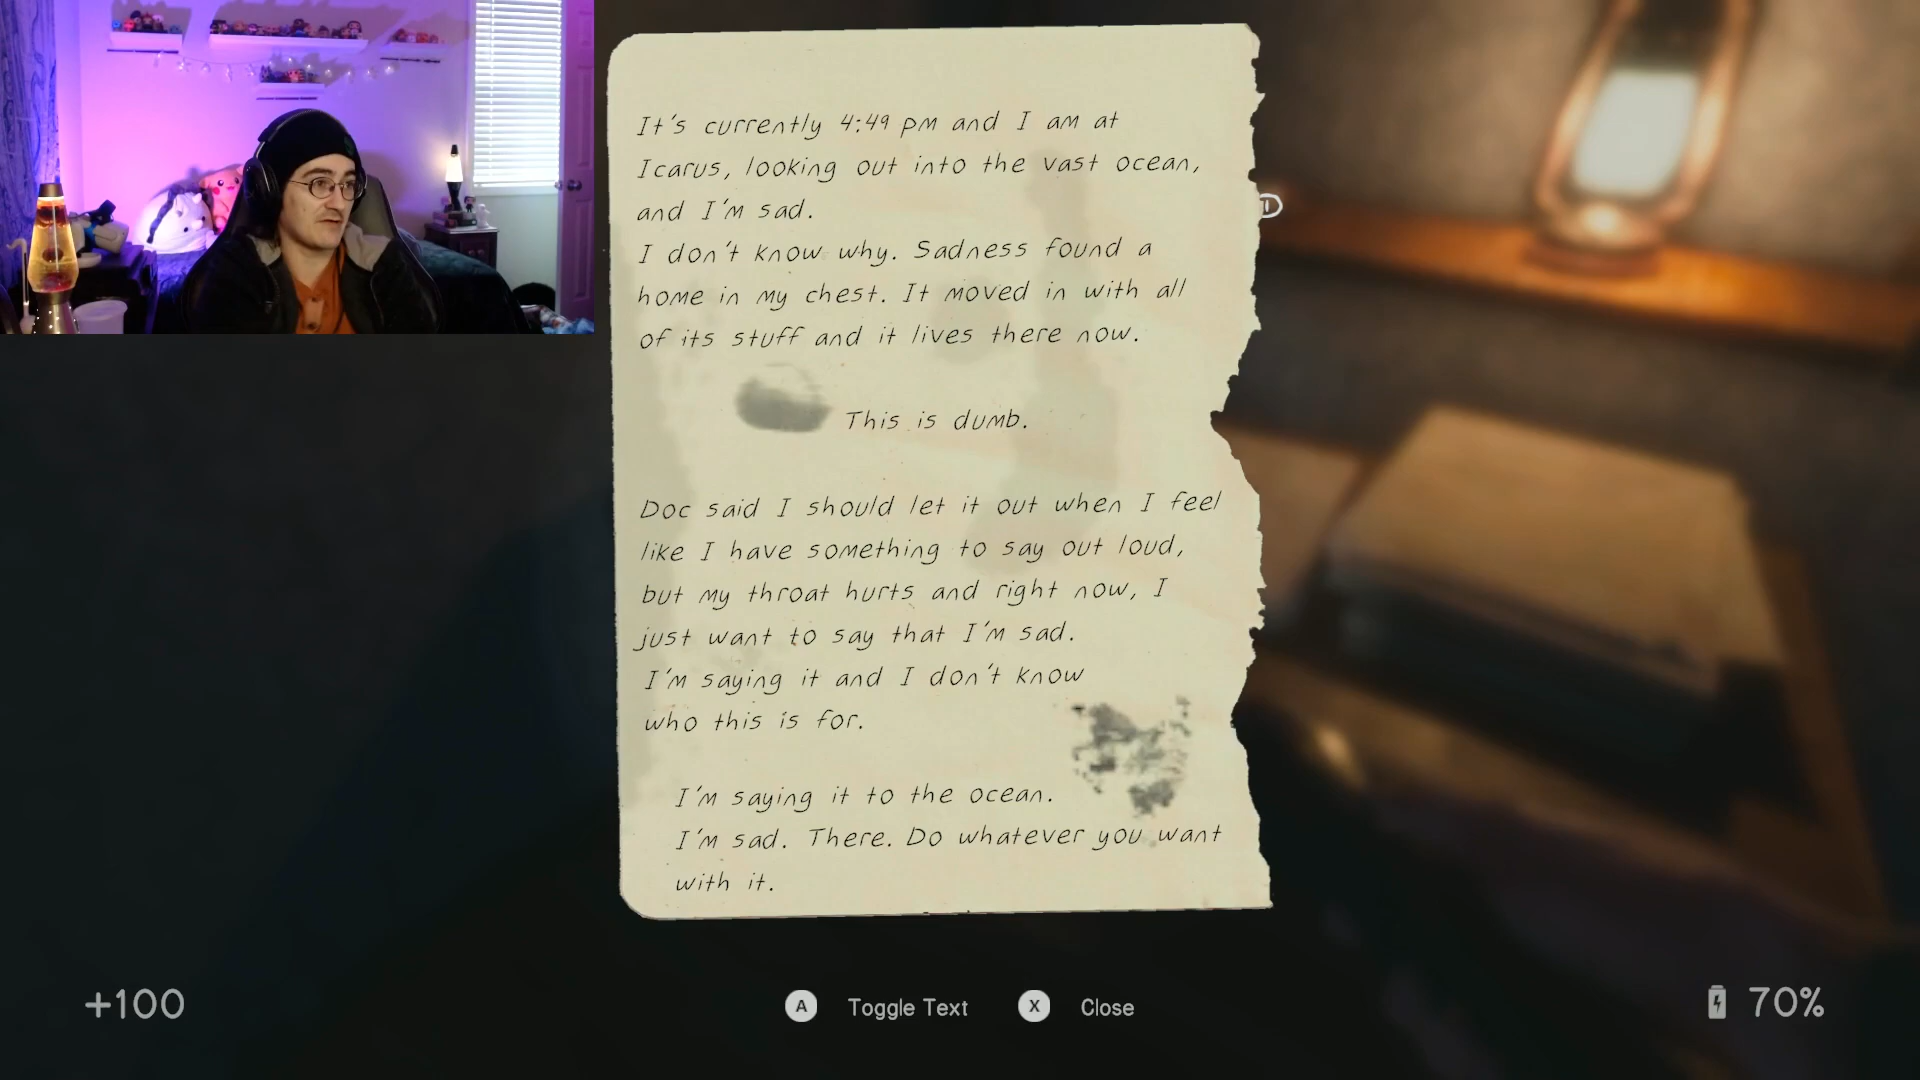 It's currently 4:49 pm and I am at
Icarus, looking out into the vast ocean,
and I'm sad.
I don't know why. Sadness found a
home in my chest. It moved in with all
of its stuff and it lives there now.
This is dumb.
Doc said I should let it out when I feel
like I have something to say out loud,
but my throat hurts and right now, I
just want to say that I'm sad.
I'm saying it and I don't know
who this is for.
I'm saying it to the ocean.
I'm sad. There. Do whatever you want
with it.
+100
A Toggle Text X Close
70%